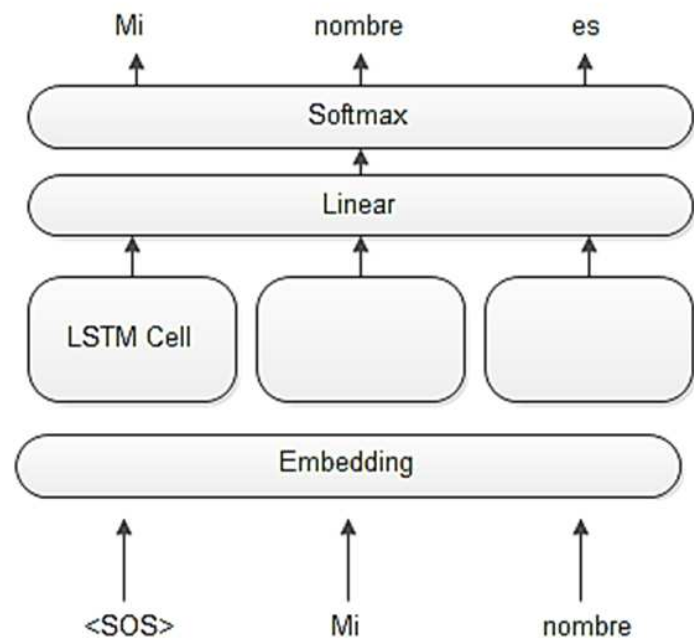 Mi nombre es
Softmax
Linear
LSTM Cell
Embedding
<SOS> Mi nombre